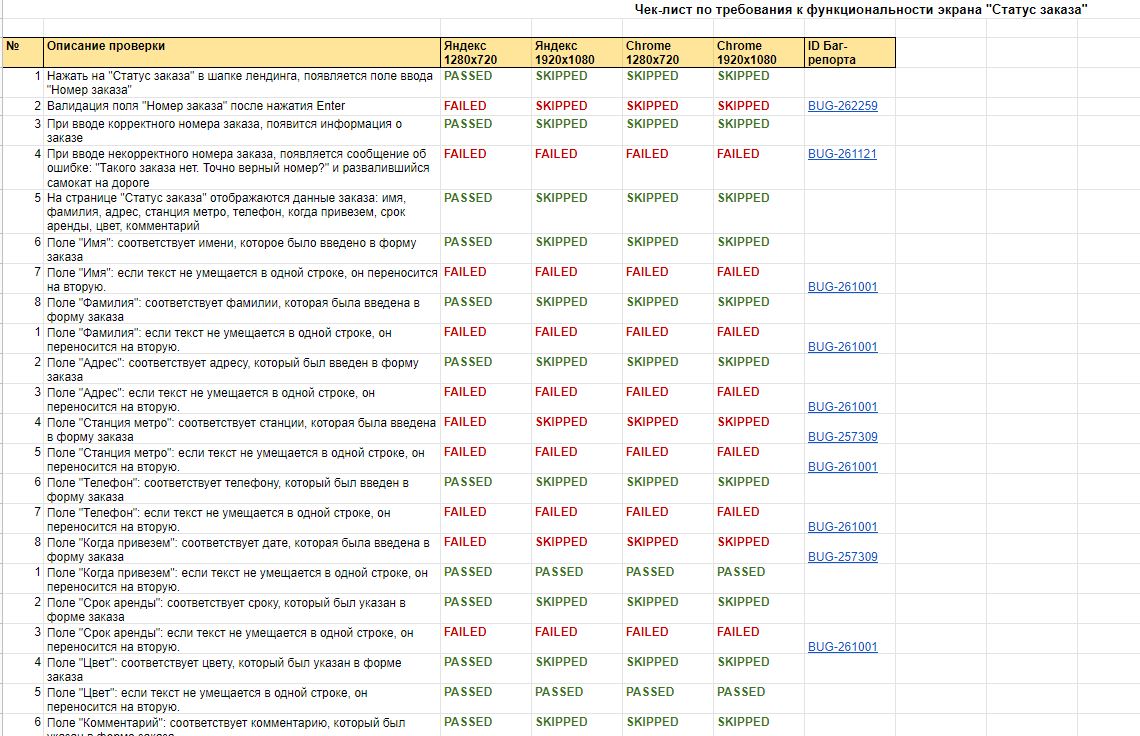 Чек-лист по требования к функциональности экрана "Статус заказа"
№ Описание проверки Яндекс 1280x720 Яндекс 1920x1080 Chrome 1280x720 Chrome 1920x1080 ID Баг-репорта
1 Нажать на "Статус заказа" в шапке лендинга, появляется поле ввода PASSED SKIPPED SKIPPED SKIPPED
"Номер заказа"
2 Валидация поля "Номер заказа" после нажатия Enter FAILED SKIPPED SKIPPED SKIPPED BUG-262259
3 При вводе корректного номера заказа, появится информация о PASSED SKIPPED SKIPPED SKIPPED
заказе
4 При вводе некорректного номера заказа, появляется сообщение об FAILED FAILED FAILED FAILED BUG-261121
ошибке: "Такого заказа нет. Точно верный номер?" и развалившийся
самокат на дороге
5 На странице "Статус заказа" отображаются данные заказа: имя, PASSED SKIPPED SKIPPED SKIPPED
фамилия, адрес, станция метро, телефон, когда привезем, срок
аренды, цвет, комментарий
6 Поле "Имя": соответствует имени, которое было введено в форму PASSED SKIPPED SKIPPED SKIPPED
заказа
7 Поле "Имя": если текст не умещается в одной строке, он переносится FAILED FAILED FAILED FAILED
на вторую. BUG-261001
8 Поле "Фамилия": соответствует фамилии, которая была введена в PASSED SKIPPED SKIPPED SKIPPED
форму заказа
1 Поле "Фамилия": если текст не умещается в одной строке, он FAILED FAILED FAILED FAILED
переносится на вторую. BUG-261001
2 Поле "Адрес": соответствует адресу, который был введен в форму PASSED SKIPPED SKIPPED SKIPPED
заказа
3 Поле "Адрес": если текст не умещается в одной строке, он FAILED FAILED FAILED FAILED
переносится на вторую. BUG-261001
4 Поле "Станция метро": соответствует станции, которая была введена FAILED SKIPPED SKIPPED SKIPPED
в форму заказа BUG-257309
5 Поле "Станция метро": если текст не умещается в одной строке, он FAILED FAILED FAILED FAILED
переносится на вторую. BUG-261001
6 Поле "Телефон": соответствует телефону, который был введен в PASSED SKIPPED SKIPPED SKIPPED
форму заказа
7 Поле "Телефон": если текст не умещается в одной строке, он FAILED FAILED FAILED FAILED
переносится на вторую. BUG-261001
8 Поле "Когда привезем": соответствует дате, которая была введена в FAILED SKIPPED SKIPPED SKIPPED
форму заказа BUG-257309
1 Поле "Когда привезем": если текст не умещается в одной строке, он PASSED PASSED PASSED PASSED
переносится на вторую.
2 Поле "Срок аренды": соответствует сроку, который был указан в PASSED SKIPPED SKIPPED SKIPPED
форме заказа
3 Поле "Срок аренды": если текст не умещается в одной строке, он FAILED FAILED FAILED FAILED
переносится на вторую. BUG-261001
4 Поле "Цвет": соответствует цвету, который был указан в форме PASSED SKIPPED SKIPPED SKIPPED
заказа
5 Поле "Цвет": если текст не умещается в одной строке, он PASSED PASSED PASSED PASSED
переносится на вторую.
6 Поле "Комментарий": соответствует комментарию, который был PASSED SKIPPED SKIPPED SKIPPED
указан в форме заказа